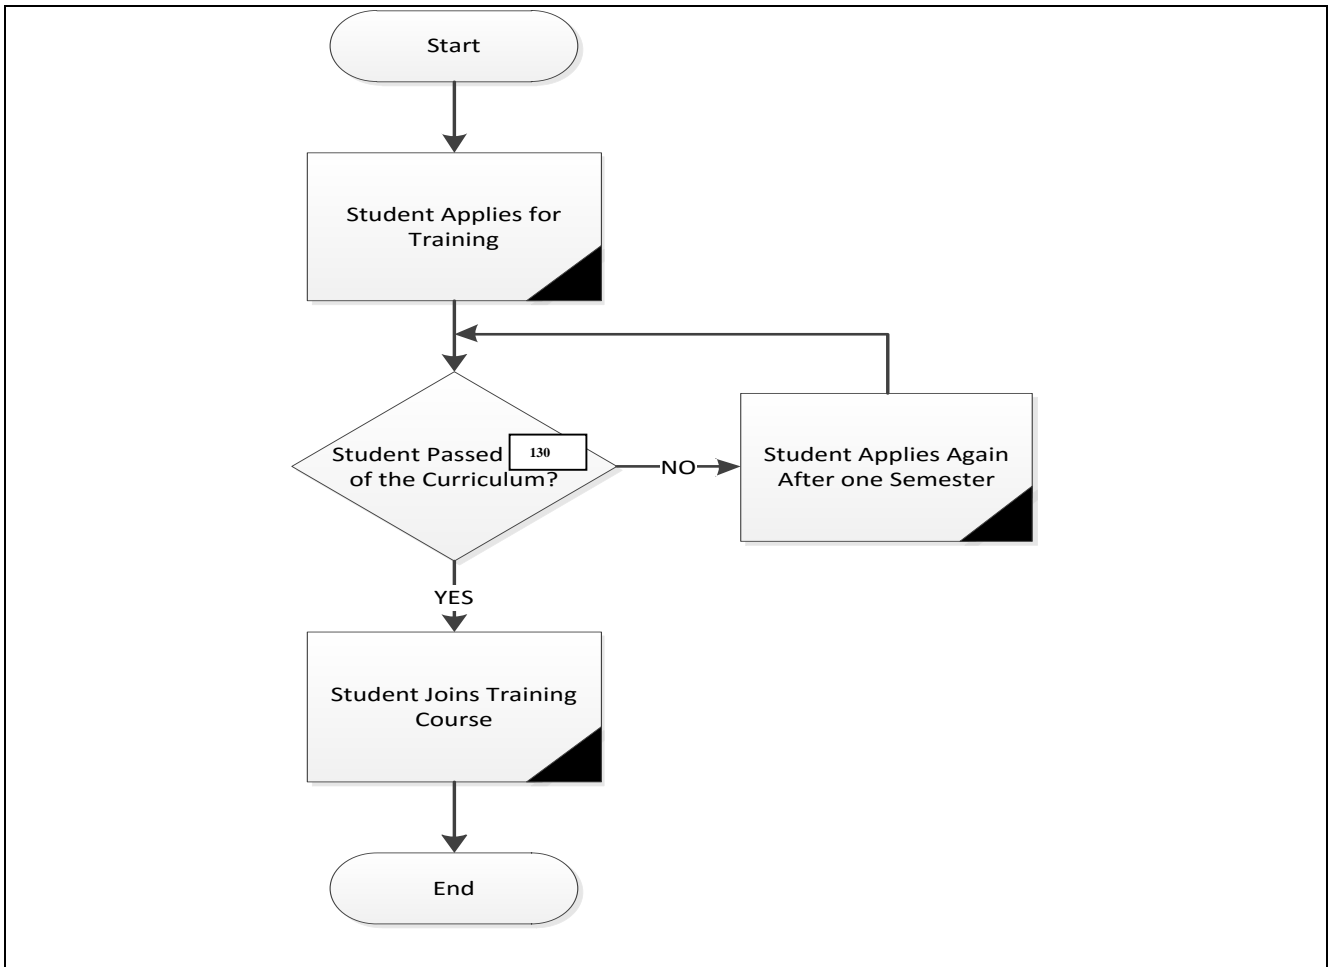 Start
Student Applies for
Training
Student Passed 130
of the Curriculum?
NO
Student Applies Again
After one Semester
YES
Student Joins Training
Course
End